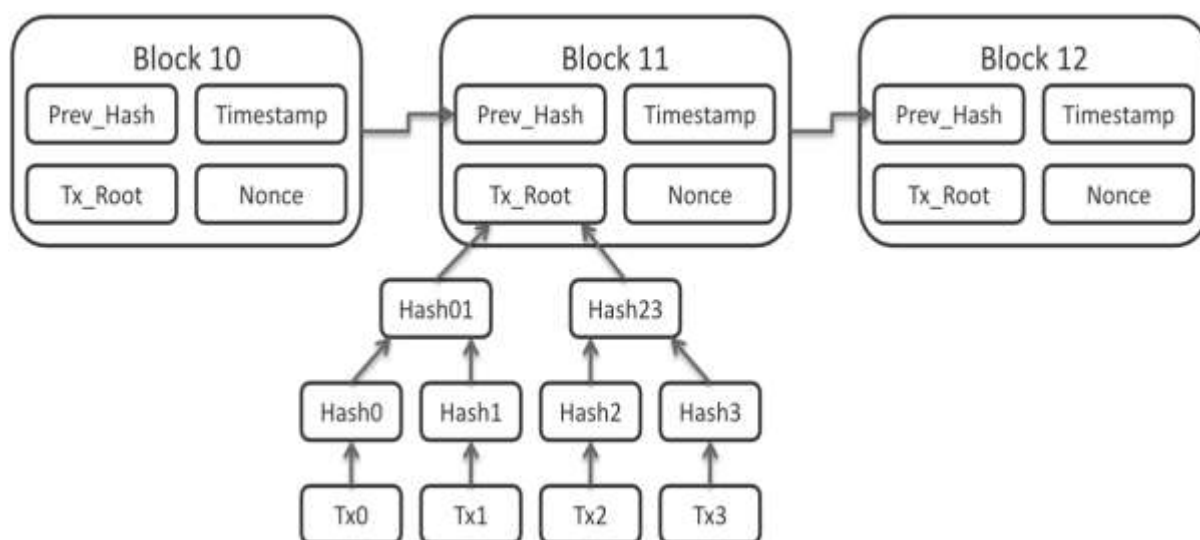 Block 10
Block 11
Block 12
Prev_Hash
Timestamp
Prev_Hash
Timestamp
Prev_Hash
Timestamp
Tx_Root
Nonce
Tx_Root
Nonce
Tx_Root
Nonce
Hash01
Hash23
Hash0
Hash1
Hash2
Hash3
Tx0
Tx1
Tx2
Tx3